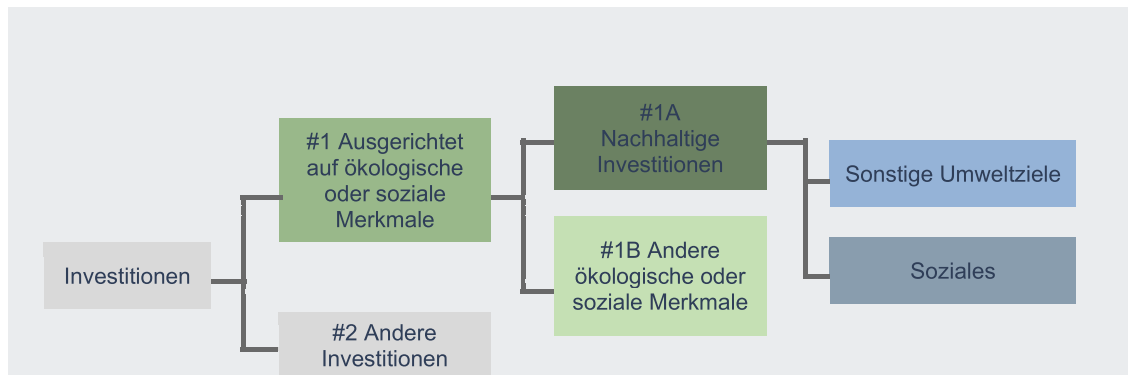 Investitionen
#1 Ausgerichtet
auf ökologische
oder soziale
Merkmale
#2 Andere
Investitionen
#1A
Nachhaltige
Investitionen
#1B Andere
ökologische oder
soziale Merkmale
Sonstige Umweltziele
Soziales